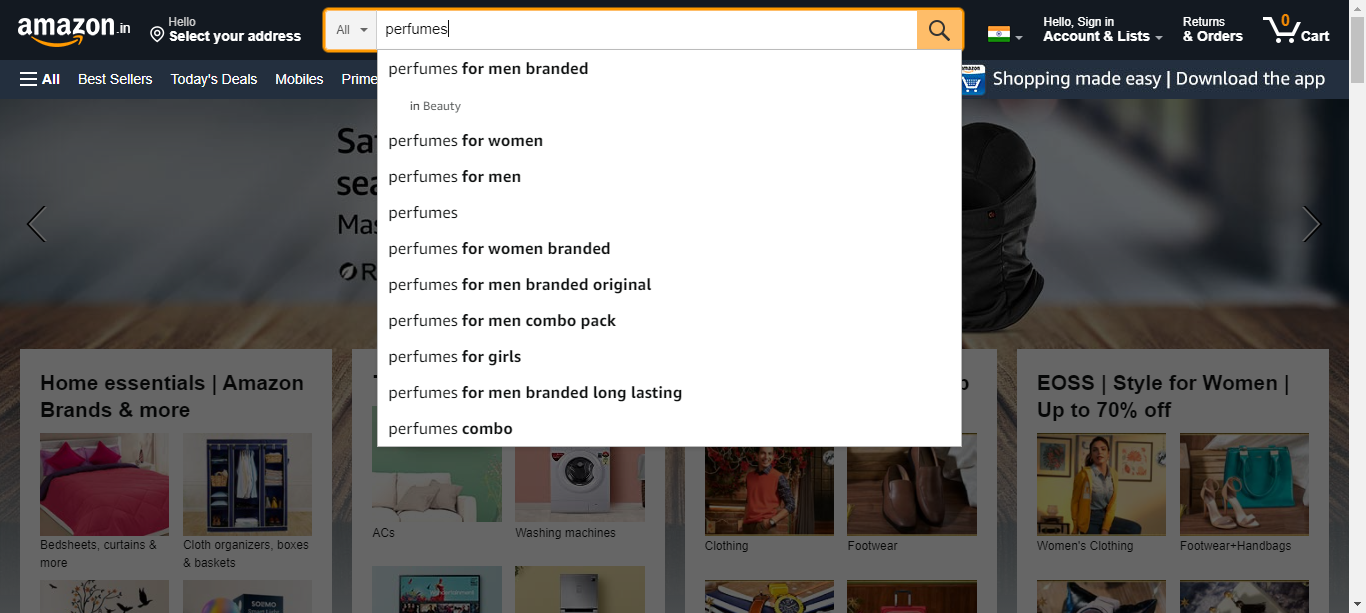 amazon.in
Hello
Select your address
All
perfumes
Hello, Sign in
Account & Lists
Returns
& Orders
0
Cart
All
Best Sellers
Today's Deals
Mobiles
Prime
amazon
Shopping made easy | Download the app
perfumes for men branded
in Beauty
perfumes for women
perfumes for men
perfumes
perfumes for women branded
perfumes for men branded original
perfumes for men combo pack
perfumes for girls
perfumes for men branded long lasting
perfumes combo
Home essentials | Amazon
Brands & more
Bedsheets, curtains &
more
Cloth organizers, boxes
& baskets
ACs
Washing machines
Clothing
Footwear
EOSS | Style for Women |
Up to 70% off
Women's Clothing
Footwear+Handbags